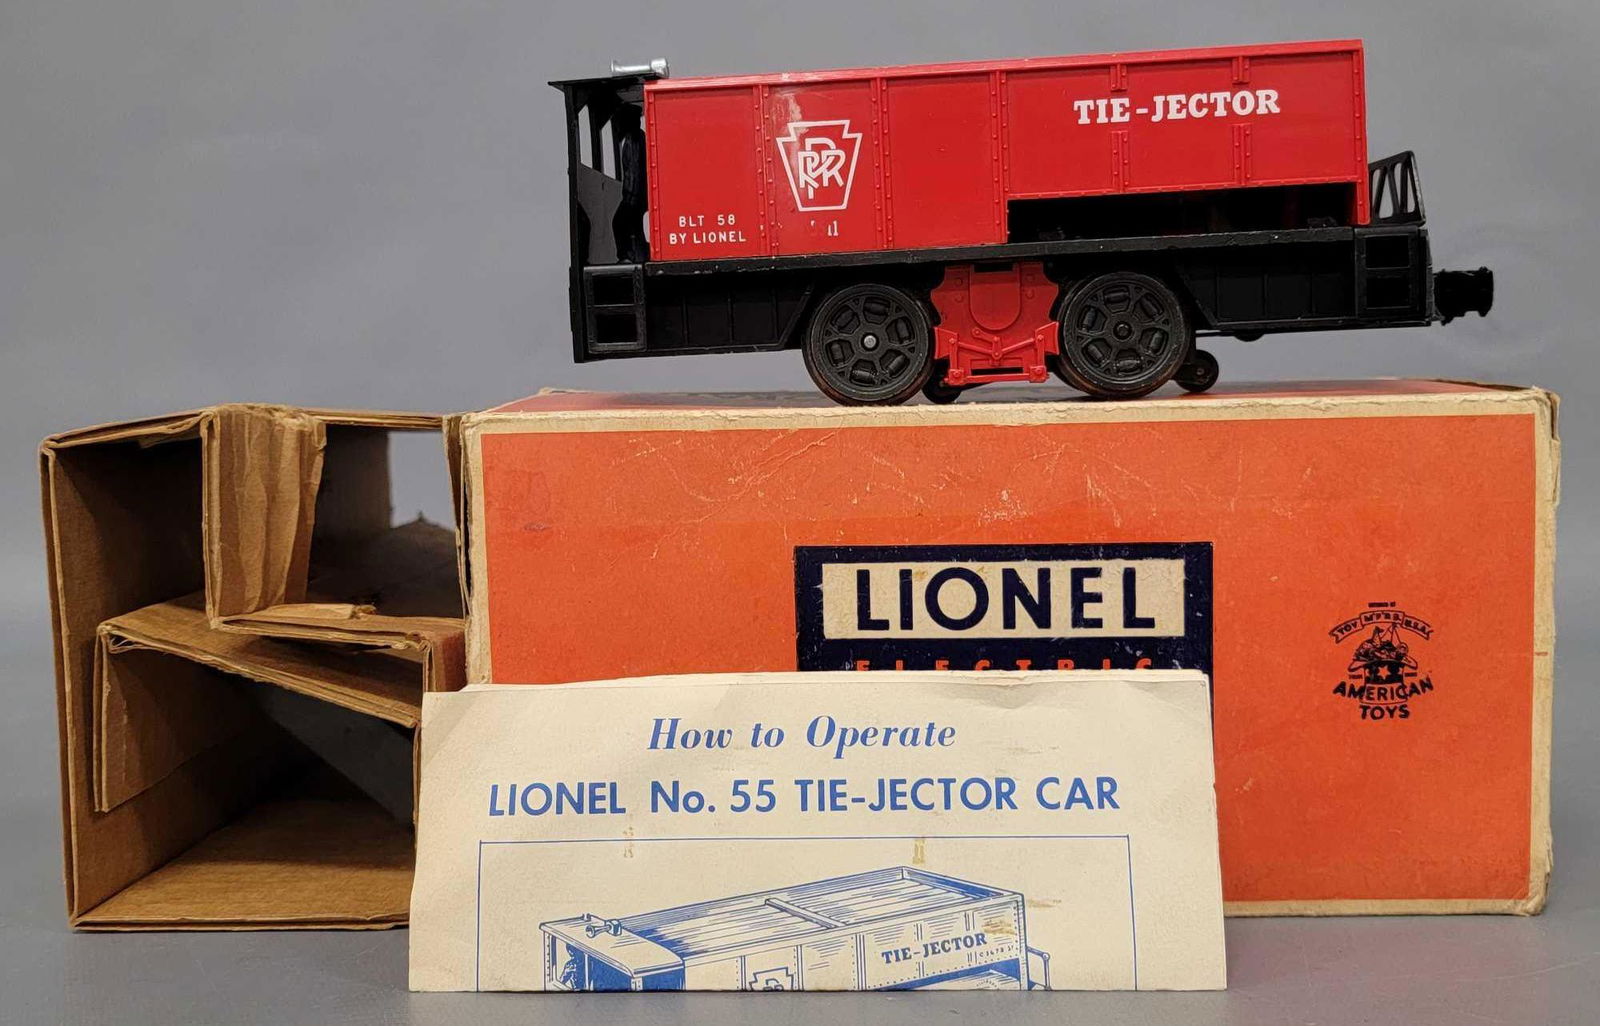 TIE-JECTOR
PRR
BLT 58
BY LIONEL
LIONEL
ELECTRIC
TOY M'F'R'S. U.S.A.
AMERICAN
TOYS
How to Operate
LIONEL No. 55 TIE-JECTOR CAR
TIE-JECTOR